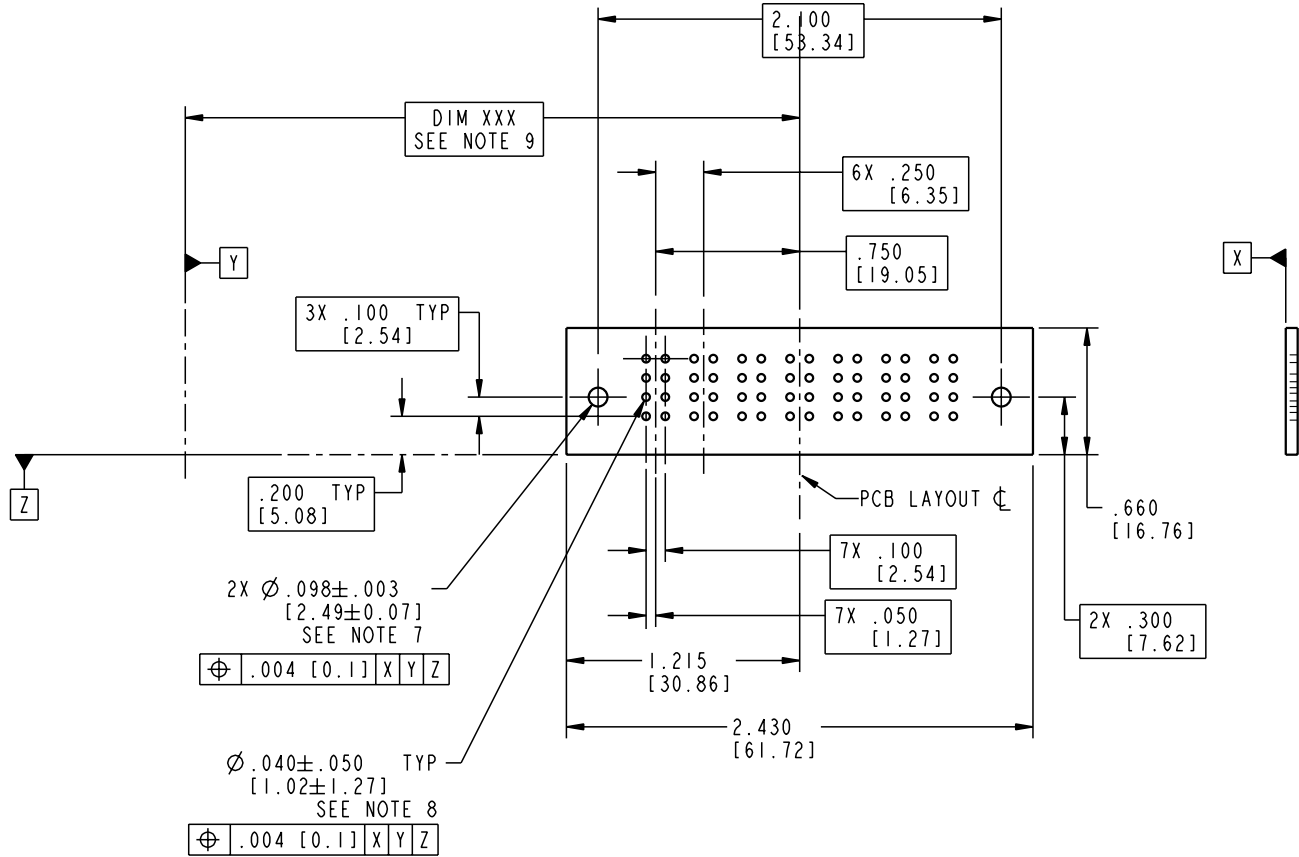 2.100
[53.34]
DIM XXX
SEE NOTE 9
6X .250
[6.35]
.750
[19.05]
Y
X
3X .100 TYP
[2.54]
Z
.200 TYP
[5.08]
PCB LAYOUT ℄
.660
[16.76]
7X .100
[2.54]
2X Ø .098±.003
[2.49±0.07]
SEE NOTE 7
7X .050
[1.27]
2X .300
[7.62]
⌖ .004 [0.1] X Y Z
1.215
[30.86]
2.430
[61.72]
Ø .040±.050 TYP
[1.02±1.27]
SEE NOTE 8
⌖ .004 [0.1] X Y Z